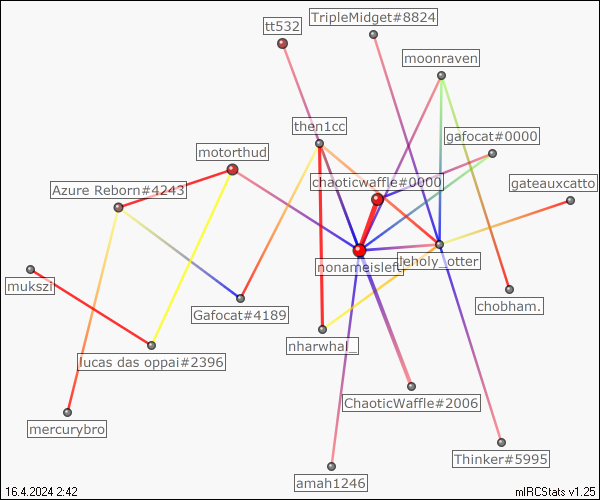 TripleMidget#8824
tt532
moonraven
then1cc
gafocat#0000
motorthud
chaoticwaffle#0000
Azure Reborn#4243
gateauxcatto
leholy_otter
nonameisleft
mukszi
chobham.
Gafocat#4189
nharwhal_
lucas das oppai#2396
ChaoticWaffle#2006
mercurybro
Thinker#5995
amah1246
16.4.2024 2:42
mIRCStats v1.25